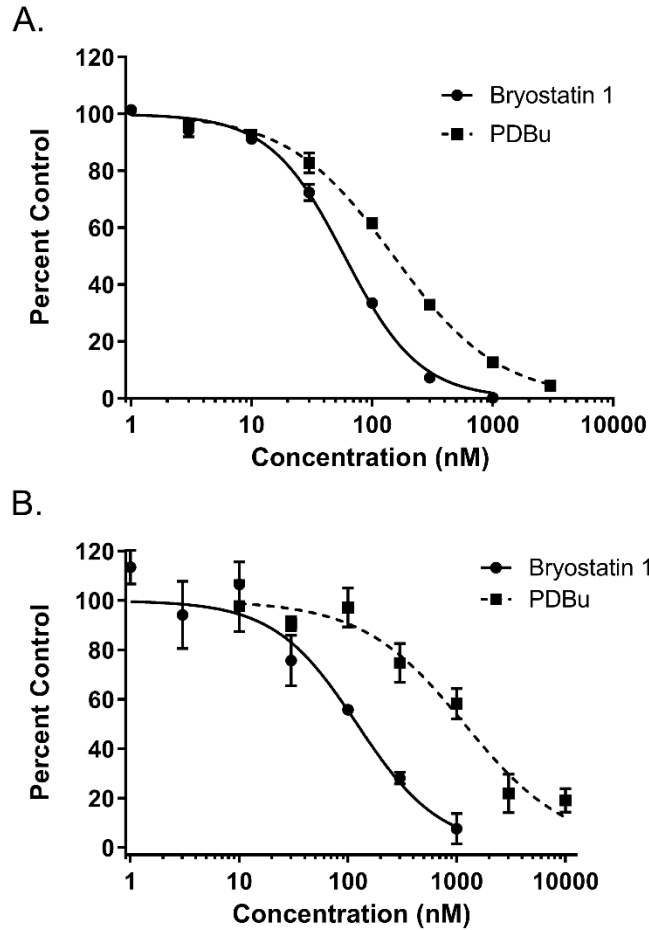 A.
120
100
80
60
40
20
0
Percent Control
Bryostatin 1
PDBu
1 10 100 1000 10000
Concentration (nM)
B.
120
100
80
60
40
20
0
Percent Control
Bryostatin 1
PDBu
1 10 100 1000 10000
Concentration (nM)